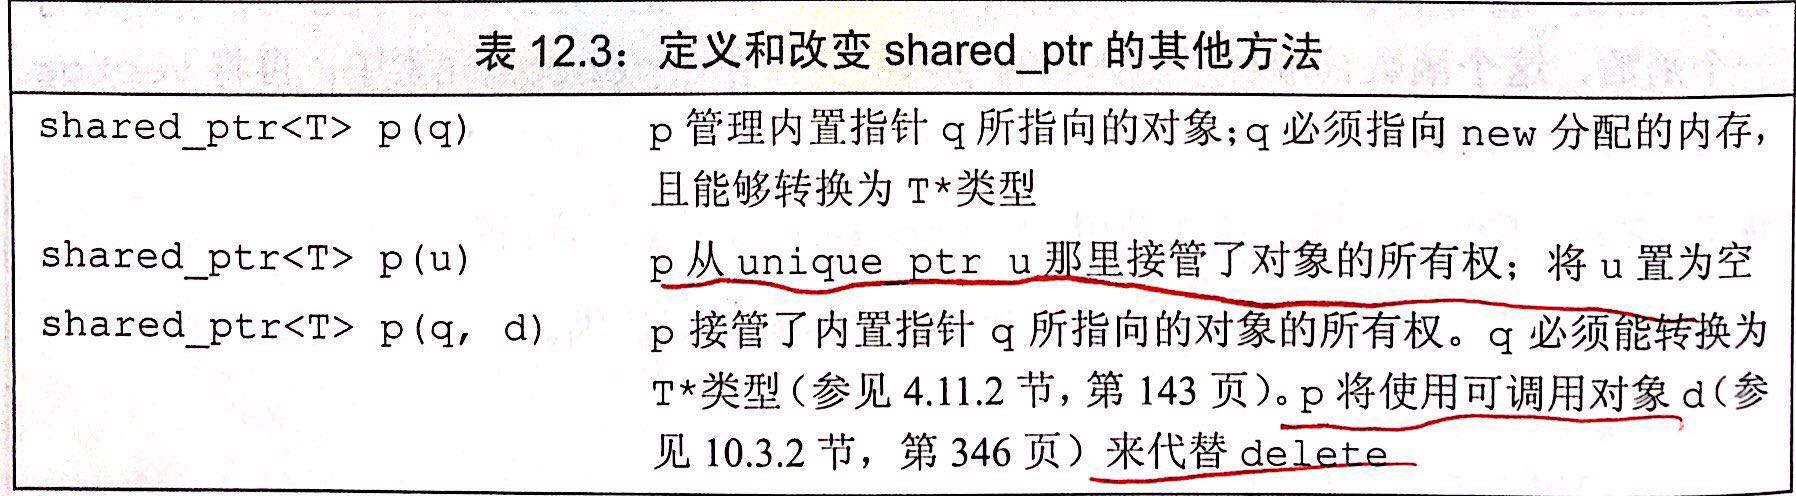 表 12.3：定义和改变 shared_ptr 的其他方法
shared_ptr<T> p(q) p 管理内置指针 q 所指向的对象；q 必须指向 new 分配的内存，
且能够转换为 T*类型
shared_ptr<T> p(u) p 从 unique_ptr u 那里接管了对象的所有权；将 u 置为空
shared_ptr<T> p(q, d) p 接管了内置指针 q 所指向的对象的所有权。q 必须能转换为
T*类型（参见 4.11.2 节，第 143 页）。p 将使用可调用对象 d（参
见 10.3.2 节，第 346 页）来代替 delete